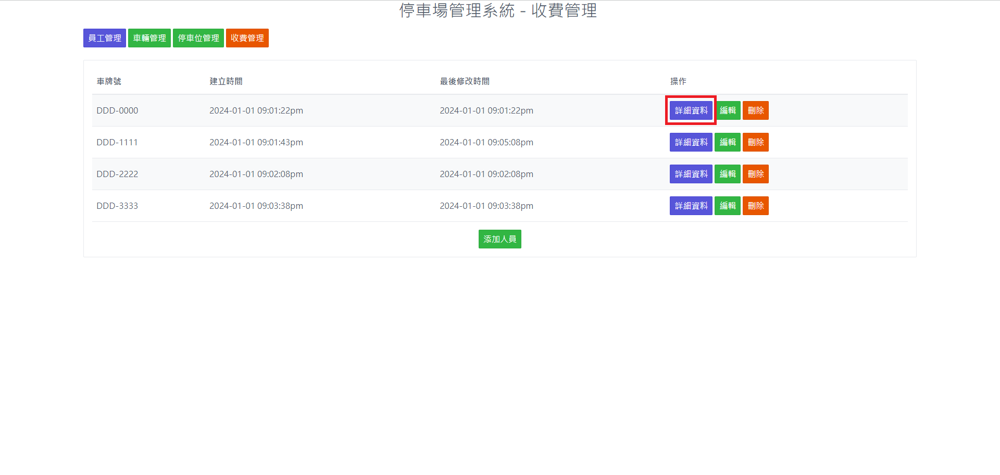 停車場管理系統 - 收費管理
員工管理 車輛管理 停車位管理 收費管理
車牌號 建立時間 最後修改時間 操作
DDD-0000 2024-01-01 09:01:22pm 2024-01-01 09:01:22pm 詳細資料 編輯 刪除
DDD-1111 2024-01-01 09:01:43pm 2024-01-01 09:05:08pm 詳細資料 編輯 刪除
DDD-2222 2024-01-01 09:02:08pm 2024-01-01 09:02:08pm 詳細資料 編輯 刪除
DDD-3333 2024-01-01 09:03:38pm 2024-01-01 09:03:38pm 詳細資料 編輯 刪除
添加人員